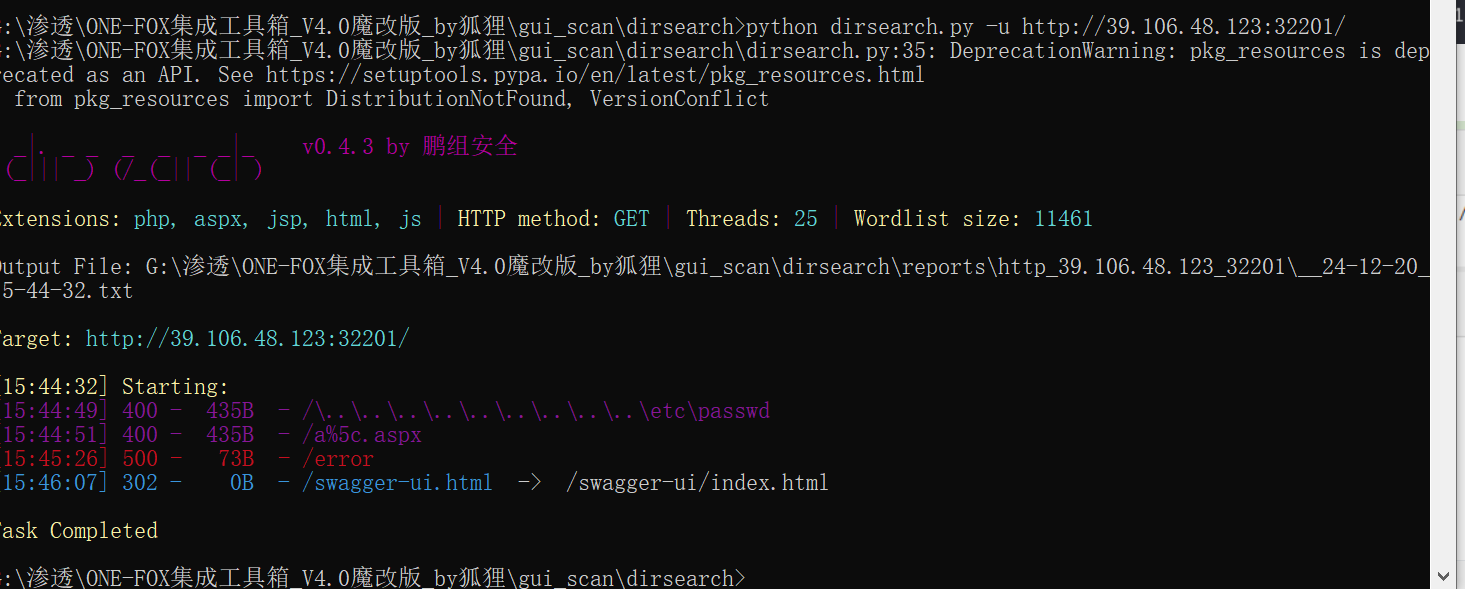 :\渗透\ONE-FOX集成工具箱_V4.0魔改版_by狐狸\gui_scan\dirsearch>python dirsearch.py -u http://39.106.48.123:32201/
:\渗透\ONE-FOX集成工具箱_V4.0魔改版_by狐狸\gui_scan\dirsearch\dirsearch.py:35: DeprecationWarning: pkg_resources is dep
recated as an API. See https://setuptools.pypa.io/en/latest/pkg_resources.html
from pkg_resources import DistributionNotFound, VersionConflict
v0.4.3 by 鹏组安全
Extensions: php, aspx, jsp, html, js | HTTP method: GET | Threads: 25 | Wordlist size: 11461
Output File: G:\渗透\ONE-FOX集成工具箱_V4.0魔改版_by狐狸\gui_scan\dirsearch\reports\http_39.106.48.123_32201\__24-12-20_
5-44-32.txt
Target: http://39.106.48.123:32201/
[15:44:32] Starting:
[15:44:49] 400 - 435B - /\..\..\..\..\..\..\..\..\..\etc\passwd
[15:44:51] 400 - 435B - /a%5c.aspx
[15:45:26] 500 - 73B - /error
[15:46:07] 302 - 0B - /swagger-ui.html -> /swagger-ui/index.html
Task Completed
:\渗透\ONE-FOX集成工具箱_V4.0魔改版_by狐狸\gui_scan\dirsearch>